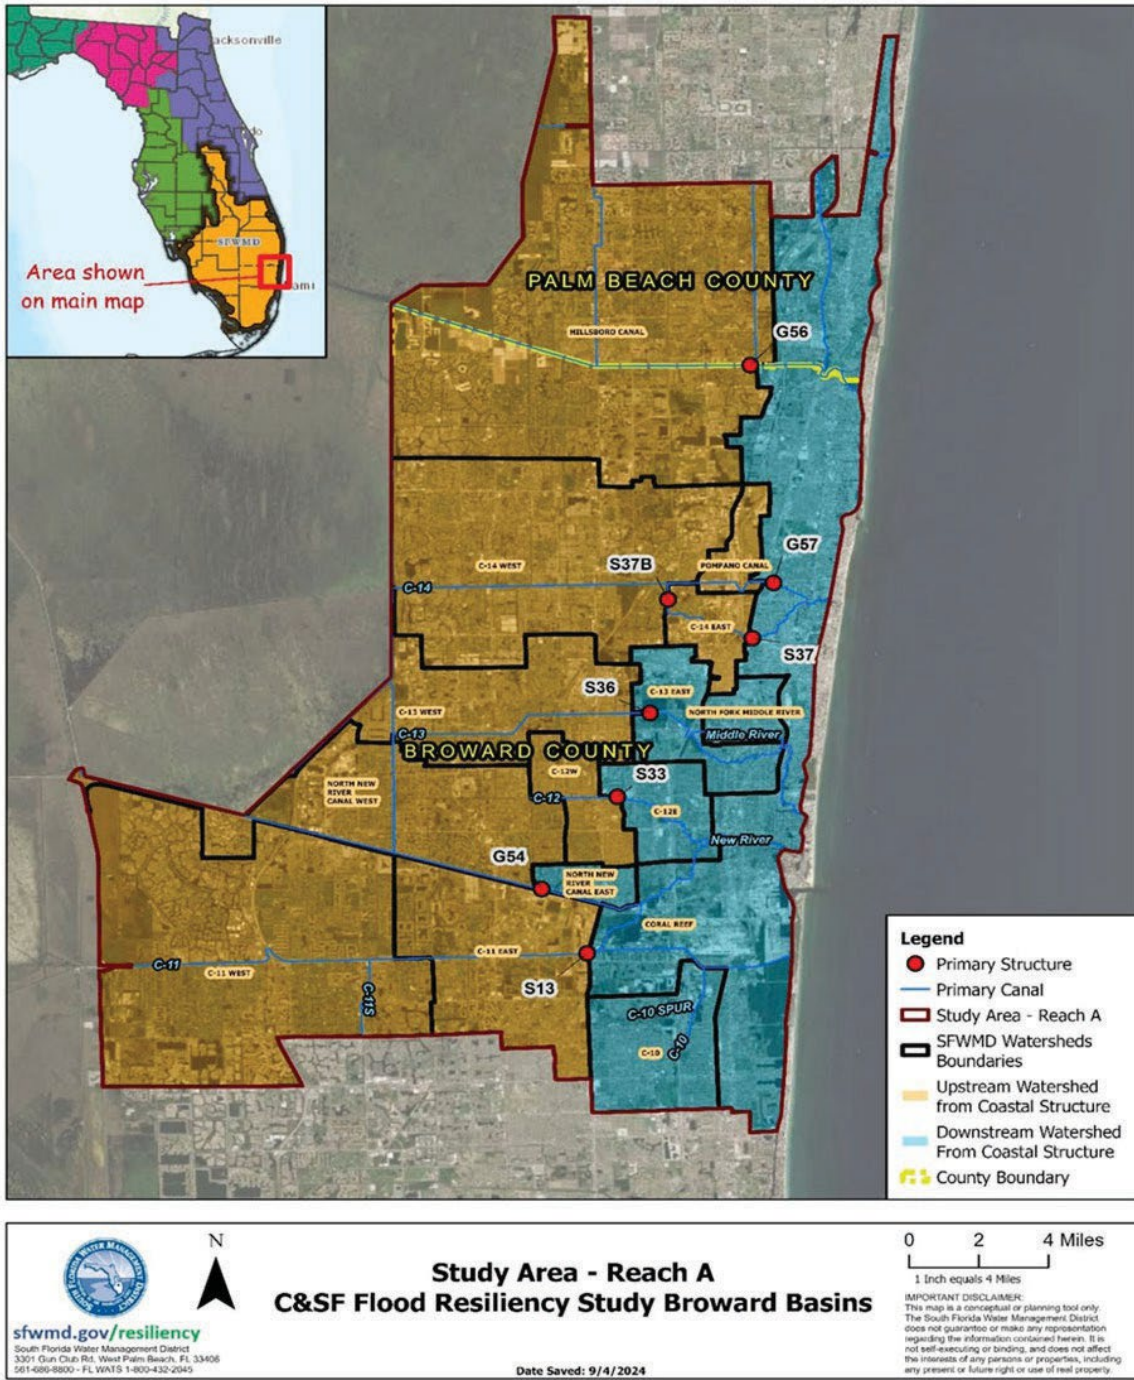 Jacksonville
do
SFWMD
ami
Area shown
on main map
PALM BEACH COUNTY
HILLSBORO CANAL
G56
G57
S37B
C-14 WEST
POMPANO CANAL
C-14
C-14 EAST
S37
S36
C-13 EAST
C-13 WEST
NORTH FORK MIDDLE RIVER
C-13
Middle River
BROWARD COUNTY
C-12W
S33
NORTH NEW
RIVER
CANAL WEST
C-12
C-12E
New River
G54
NORTH NEW
RIVER
CANAL EAST
CORAL REEF
C-11 EAST
C-11
C-11 WEST
S13
C-11S
C-10 SPUR
C-10
C-10
Legend
Primary Structure
Primary Canal
Study Area - Reach A
SFWMD Watersheds
Boundaries
Upstream Watershed
from Coastal Structure
Downstream Watershed
From Coastal Structure
County Boundary
SOUTH FLORIDA WATER MANAGEMENT DISTRICT
sfwmd.gov/resiliency
South Florida Water Management District
3301 Gun Club Rd, West Palm Beach, FL 33406
561-686-8800 - FL WATS 1-800-432-2045
N
Study Area - Reach A
C&SF Flood Resiliency Study Broward Basins
Date Saved: 9/4/2024
0 2 4 Miles
1 Inch equals 4 Miles
IMPORTANT DISCLAIMER:
This map is a conceptual or planning tool only.
The South Florida Water Management District
does not guarantee or make any representation
regarding the information contained herein. It is
not self-executing or binding, and does not affect
the interests of any persons or properties, including
any present or future right or use of real property.